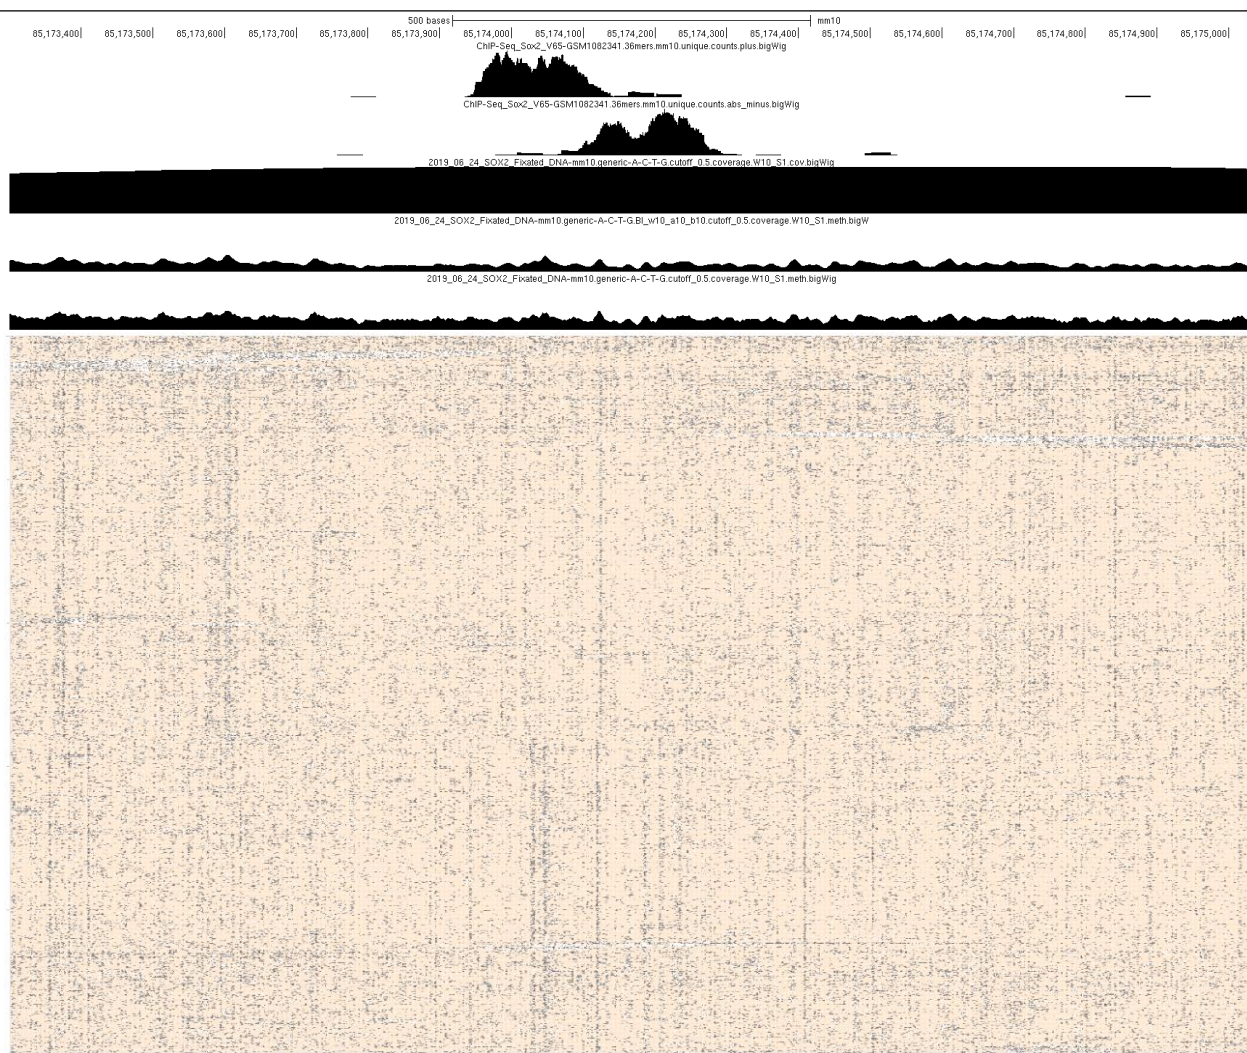 500 bases mm10
85,173,400| 85,173,500| 85,173,600| 85,173,700| 85,173,800| 85,173,900| 85,174,000| 85,174,100| 85,174,200| 85,174,300| 85,174,400| 85,174,500| 85,174,600| 85,174,700| 85,174,800| 85,174,900| 85,175,000|
ChIP-Seq_Sox2_V65-GSM1082341.36mers.mm10.unique.counts.plus.bigWig
ChIP-Seq_Sox2_V65-GSM1082341.36mers.mm10.unique.counts.abs_minus.bigWig
2019_06_24_SOX2_Fixated_DNA-mm10.generic-A-C-T-G.cutoff_0.5.coverage.W10_S1.cov.bigWig
2019_06_24_SOX2_Fixated_DNA-mm10.generic-A-C-T-G.BI_w10_a10_b10.cutoff_0.5.coverage.W10_S1.meth.bigW
2019_06_24_SOX2_Fixated_DNA-mm10.generic-A-C-T-G.cutoff_0.5.coverage.W10_S1.meth.bigWig